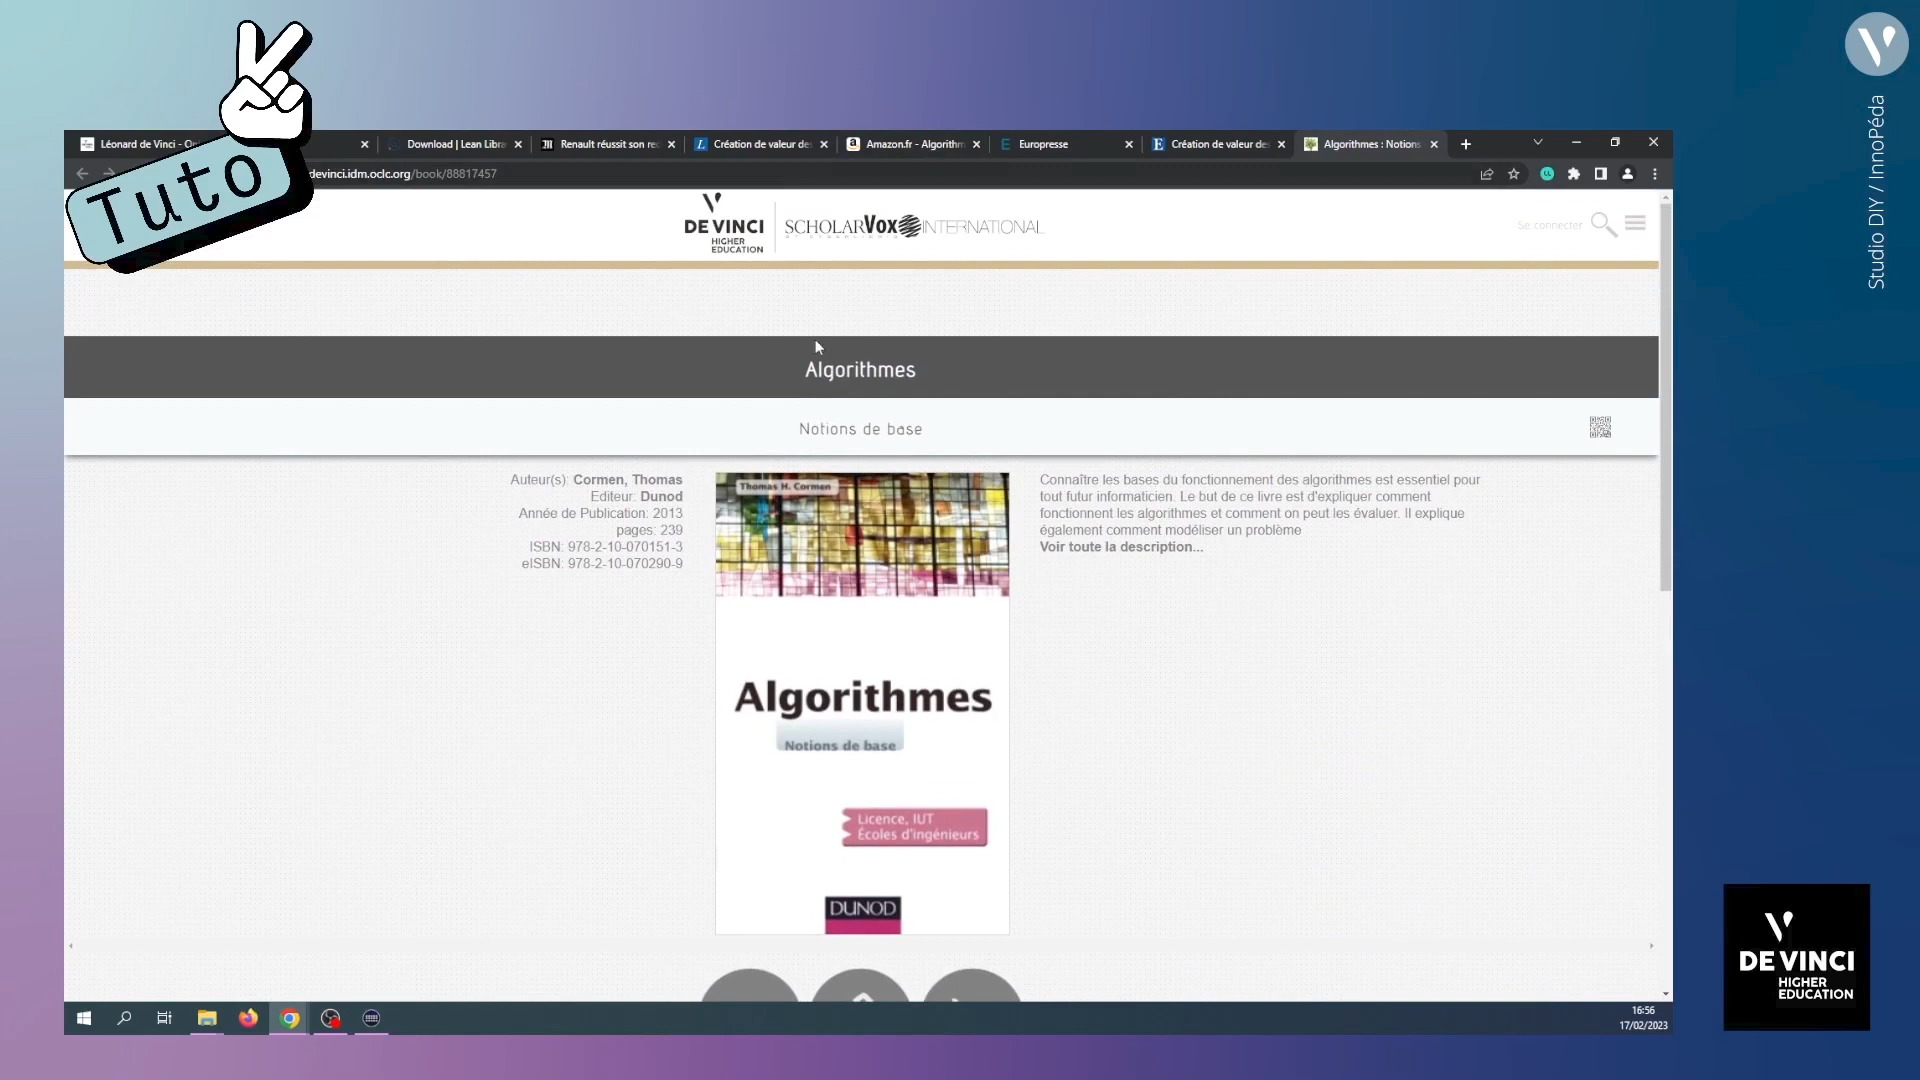 Tuto
Léonard de Vinci - O
Download | Lean Libra
Renault réussit son re
Création de valeur de
Amazon.fr - Algorithm
Europresse
Création de valeur de
Algorithmes : Notions
devinci.idm.oclc.org/book/88817457
DE VINCI
HIGHER
EDUCATION
SCHOLARVOX INTERNATIONAL
Se connecter
Algorithmes
Notions de base
Auteur(s): Cormen, Thomas
Editeur: Dunod
Année de Publication: 2013
pages: 239
ISBN: 978-2-10-070151-3
eISBN: 978-2-10-070290-9
Thomas H. Cormen
Algorithmes
Notions de base
Licence, IUT
Écoles d'ingénieurs
DUNOD
Connaître les bases du fonctionnement des algorithmes est essentiel pour
tout futur informaticien. Le but de ce livre est d'expliquer comment
fonctionnent les algorithmes et comment on peut les évaluer. Il explique
également comment modéliser un problème
Voir toute la description...
16:56
17/02/2023
Studio DIY / InnoPéda
DE VINCI
HIGHER
EDUCATION